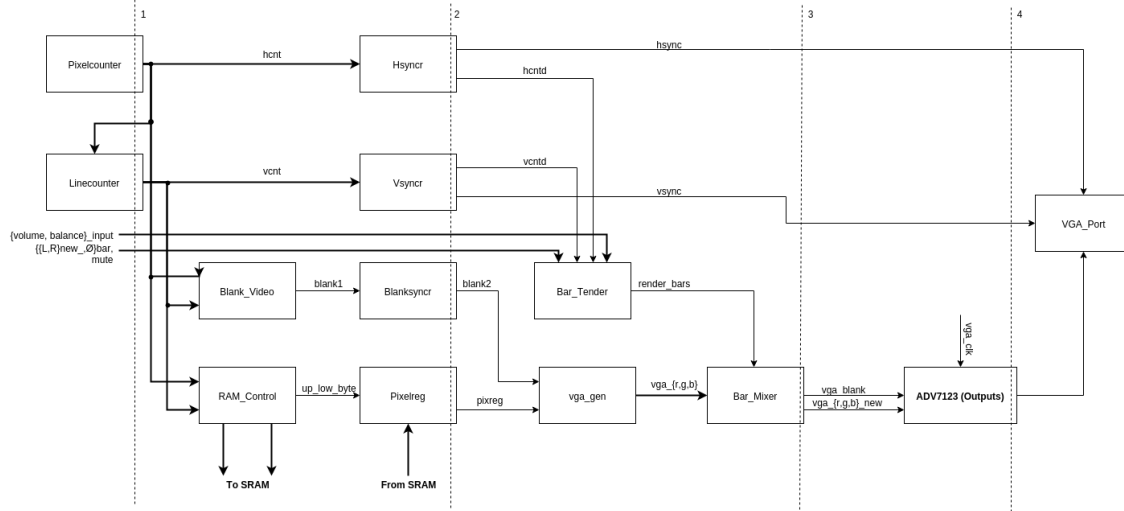 1
2
3
4
Pixelcounter
hcnt
Hsyncr
hsync
hcntd
Linecounter
vcnt
Vsyncr
vcntd
vsync
VGA_Port
{volume, balance}_input
{{L,R}new_,Ø}bar,
mute
Blank_Video
blank1
Blanksyncr
blank2
Bar_Tender
render_bars
vga_clk
RAM_Control
up_low_byte
Pixelreg
pixreg
vga_gen
vga_{r,g,b}
Bar_Mixer
vga_blank
vga_{r,g,b}_new
ADV7123 (Outputs)
To SRAM
From SRAM